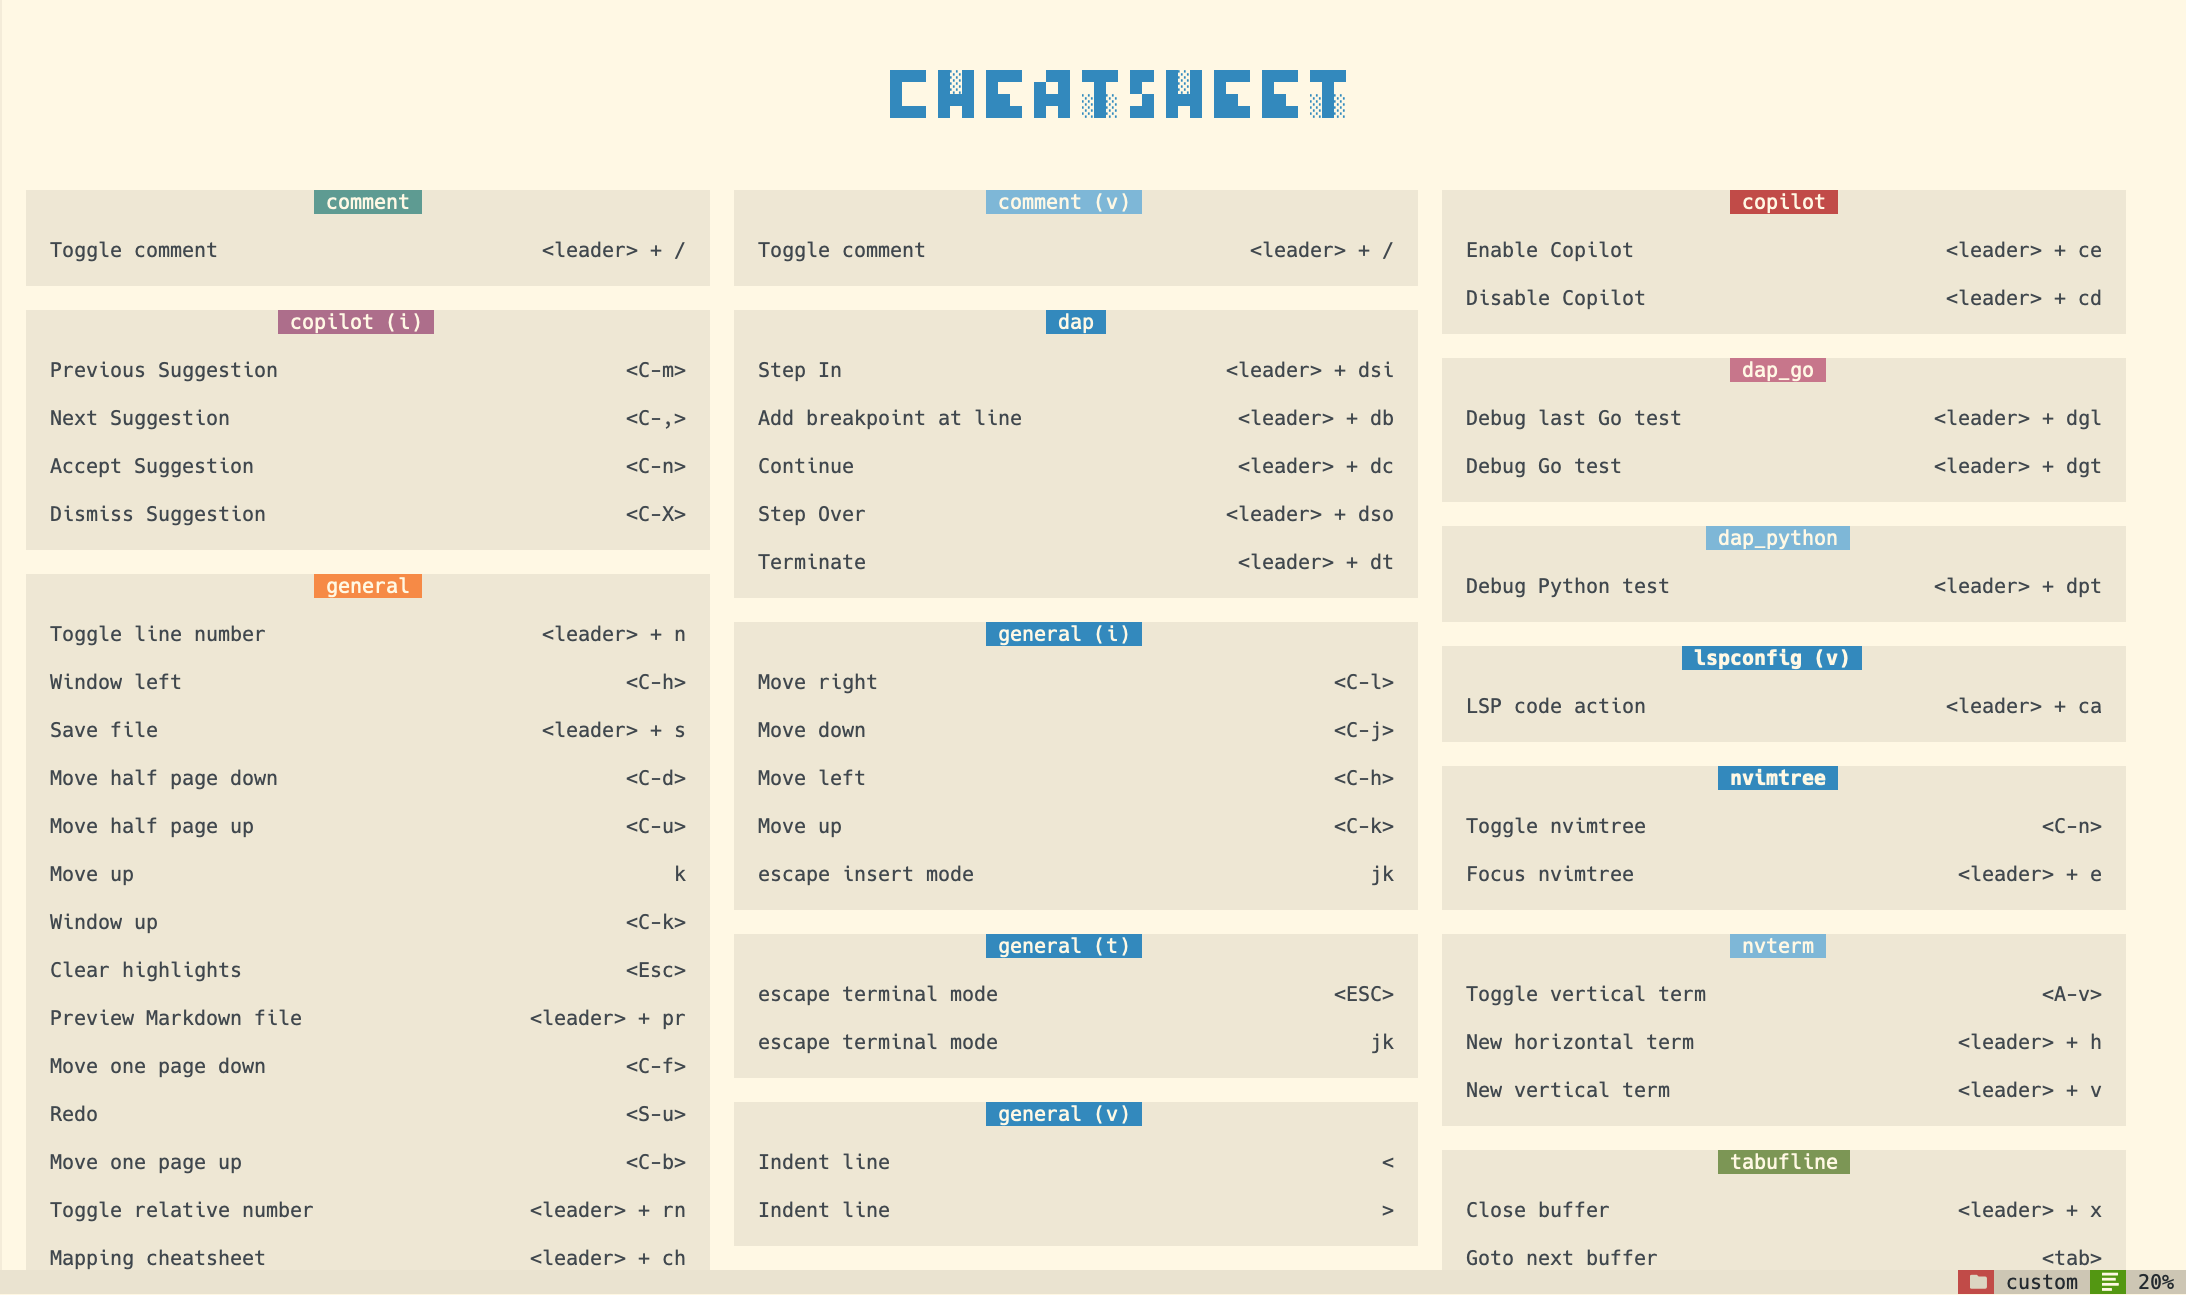 CHEATSHEET
comment
Toggle comment <leader> + /
copilot (i)
Previous Suggestion <C-m>
Next Suggestion <C-,>
Accept Suggestion <C-n>
Dismiss Suggestion <C-X>
general
Toggle line number <leader> + n
Window left <C-h>
Save file <leader> + s
Move half page down <C-d>
Move half page up <C-u>
Move up k
Window up <C-k>
Clear highlights <Esc>
Preview Markdown file <leader> + pr
Move one page down <C-f>
Redo <S-u>
Move one page up <C-b>
Toggle relative number <leader> + rn
Mapping cheatsheet <leader> + ch
comment (v)
Toggle comment <leader> + /
dap
Step In <leader> + dsi
Add breakpoint at line <leader> + db
Continue <leader> + dc
Step Over <leader> + dso
Terminate <leader> + dt
general (i)
Move right <C-l>
Move down <C-j>
Move left <C-h>
Move up <C-k>
escape insert mode jk
general (t)
escape terminal mode <ESC>
escape terminal mode jk
general (v)
Indent line <
Indent line >
copilot
Enable Copilot <leader> + ce
Disable Copilot <leader> + cd
dap_go
Debug last Go test <leader> + dgl
Debug Go test <leader> + dgt
dap_python
Debug Python test <leader> + dpt
lspconfig (v)
LSP code action <leader> + ca
nvimtree
Toggle nvimtree <C-n>
Focus nvimtree <leader> + e
nvterm
Toggle vertical term <A-v>
New horizontal term <leader> + h
New vertical term <leader> + v
tabufline
Close buffer <leader> + x
Goto next buffer <tab>
custom 20%